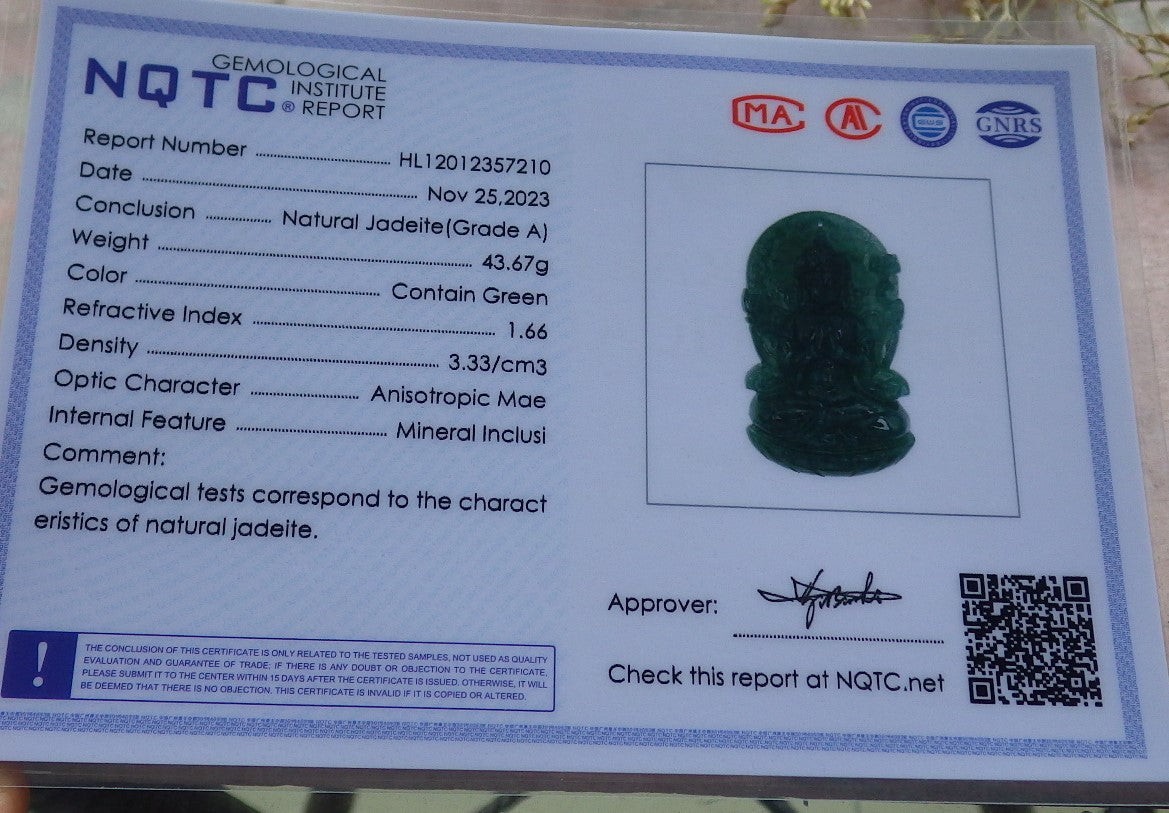 NQTC® GEMOLOGICAL
INSTITUTE
REPORT
MA
GNRS
Report Number HL12012357210
Date Nov 25,2023
Conclusion Natural Jadeite(Grade A)
Weight 43.67g
Color Contain Green
Refractive Index 1.66
Density 3.33/cm3
Optic Character Anisotropic Mae
Internal Feature Mineral Inclusi
Comment:
Gemological tests correspond to the charact
eristics of natural jadeite.
Approver:
Check this report at NQTC.net
!
THE CONCLUSION OF THIS CERTIFICATE IS ONLY RELATED TO THE TESTED SAMPLES, NOT USED AS QUALITY
EVALUATION AND GUARANTEE OF TRADE; IF THERE IS ANY DOUBT OR OBJECTION TO THE CERTIFICATE,
PLEASE SUBMIT IT TO THE CENTER WITHIN 15 DAYS AFTER THE CERTIFICATE IS ISSUED. OTHERWISE, IT WILL
BE DEEMED THAT THERE IS NO OBJECTION. THIS CERTIFICATE IS INVALID IF IT IS COPIED OR ALTERED.